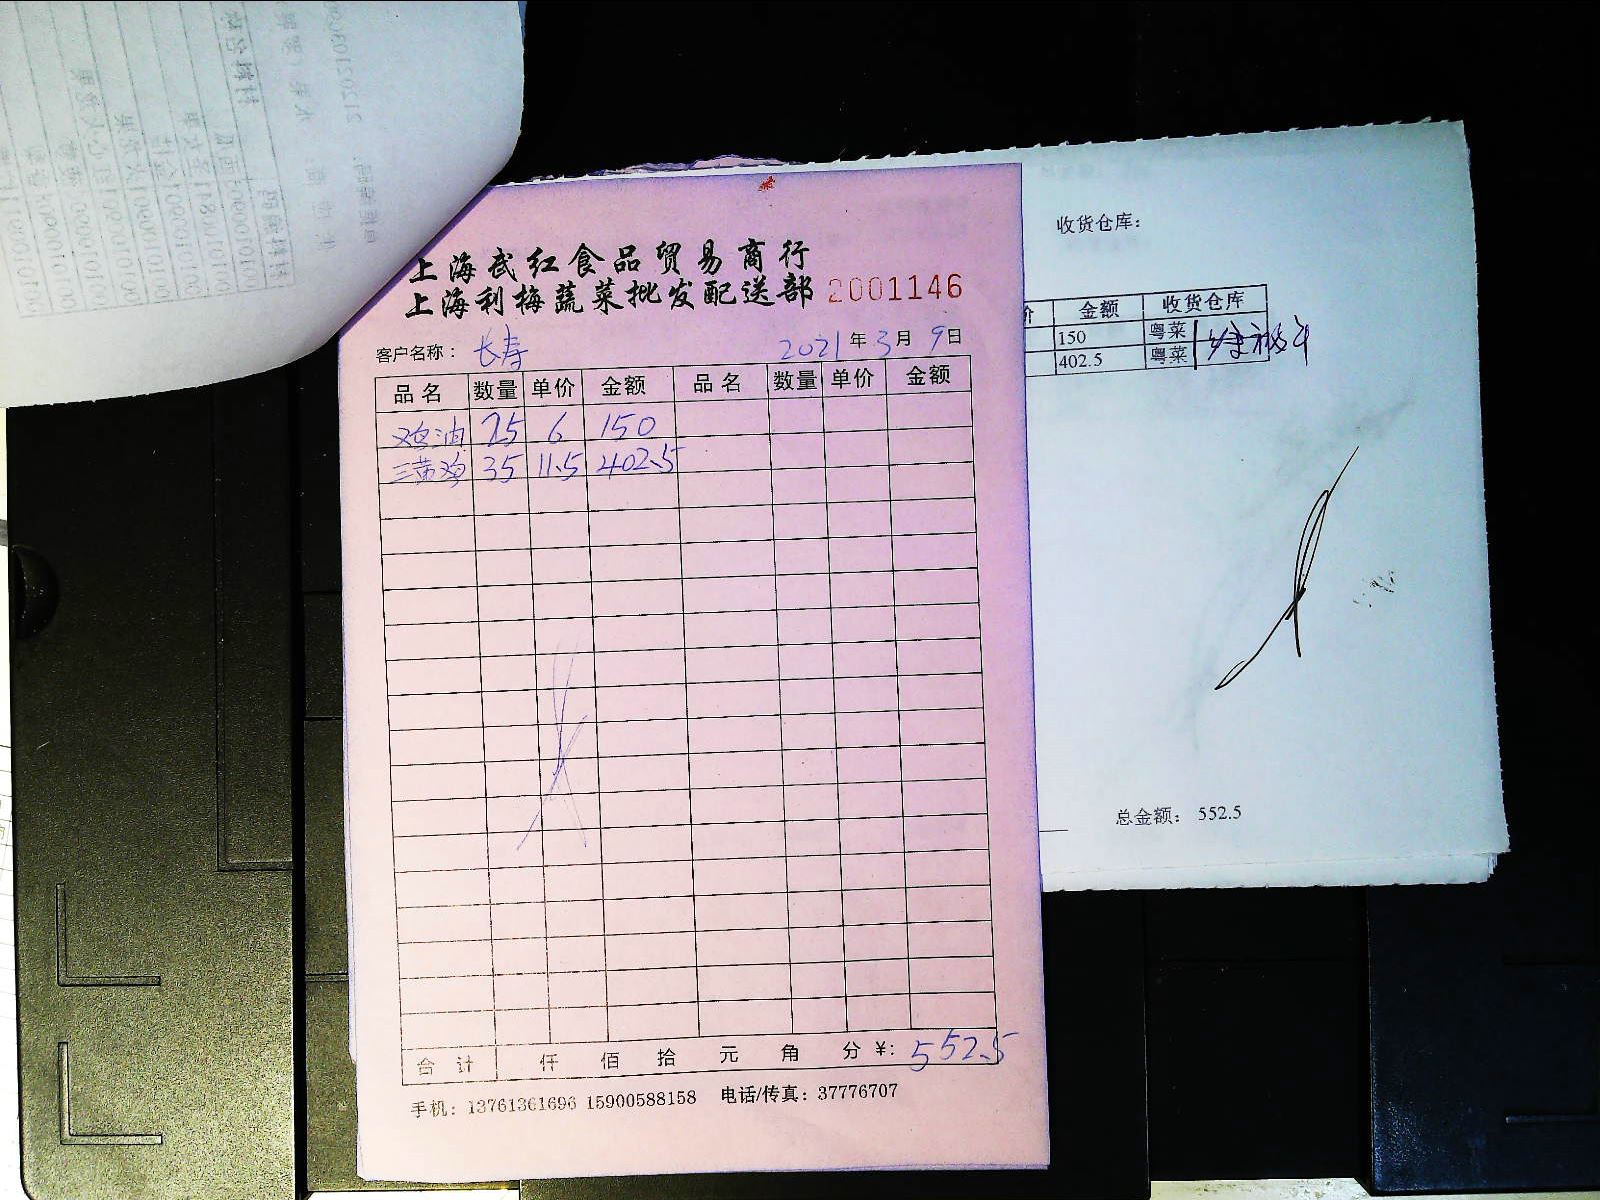 上海武红食品贸易商行
上海利梅蔬菜批发配送部 2001146
客户名称： 长寿 2021年3月9日
品名 数量 单价 金额 品名 数量 单价 金额
鸡油 25 6 150
三黄鸡 35 11.5 402.5
合计 仟 佰 拾 元 角 分 ¥: 552.5
手机：13761361696 15900588158 电话/传真：37776707
收货仓库：
价 金额 收货仓库
150 粤菜
402.5 粤菜
总金额： 552.5